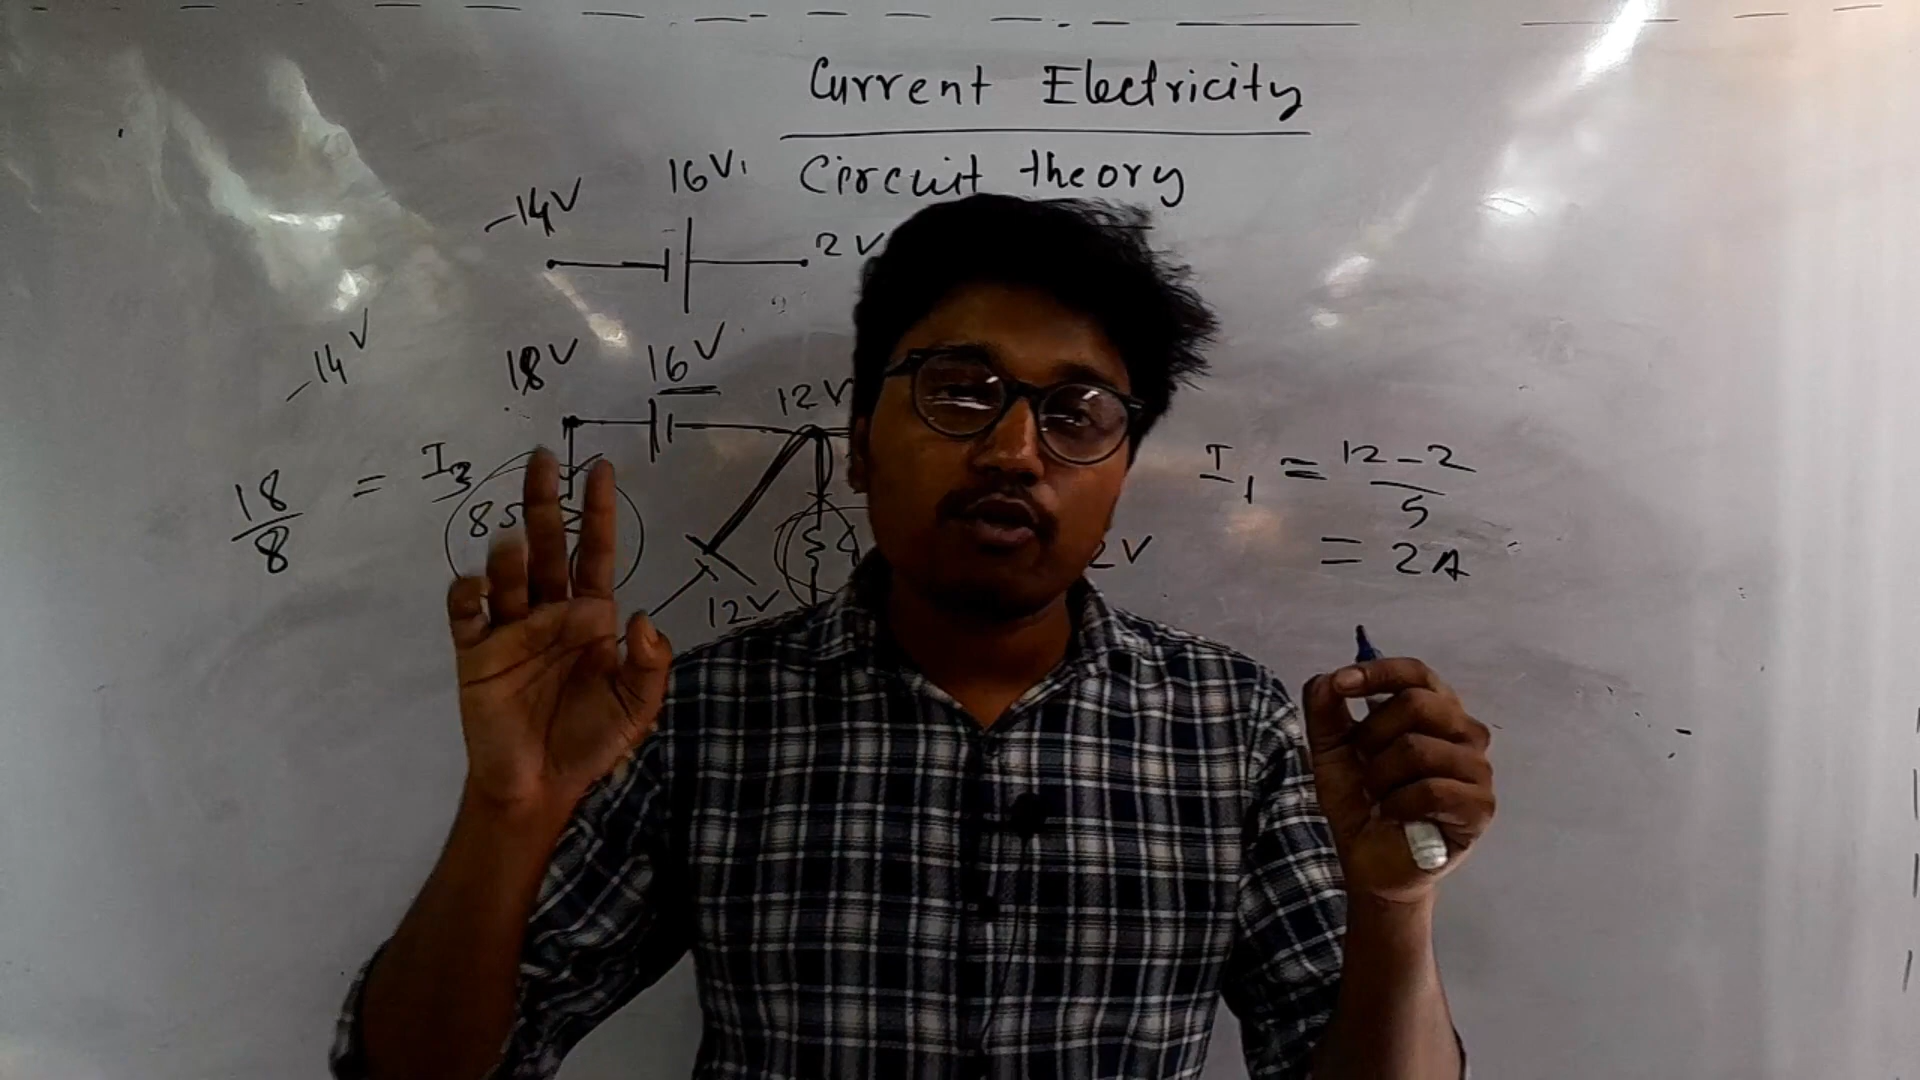 Current Electricity
Circuit theory
-14V
16V
2V
-14V
18V
16V
12V
18/8 = I3
8Ω
12V
2V
I1 = 12-2/5
= 2A